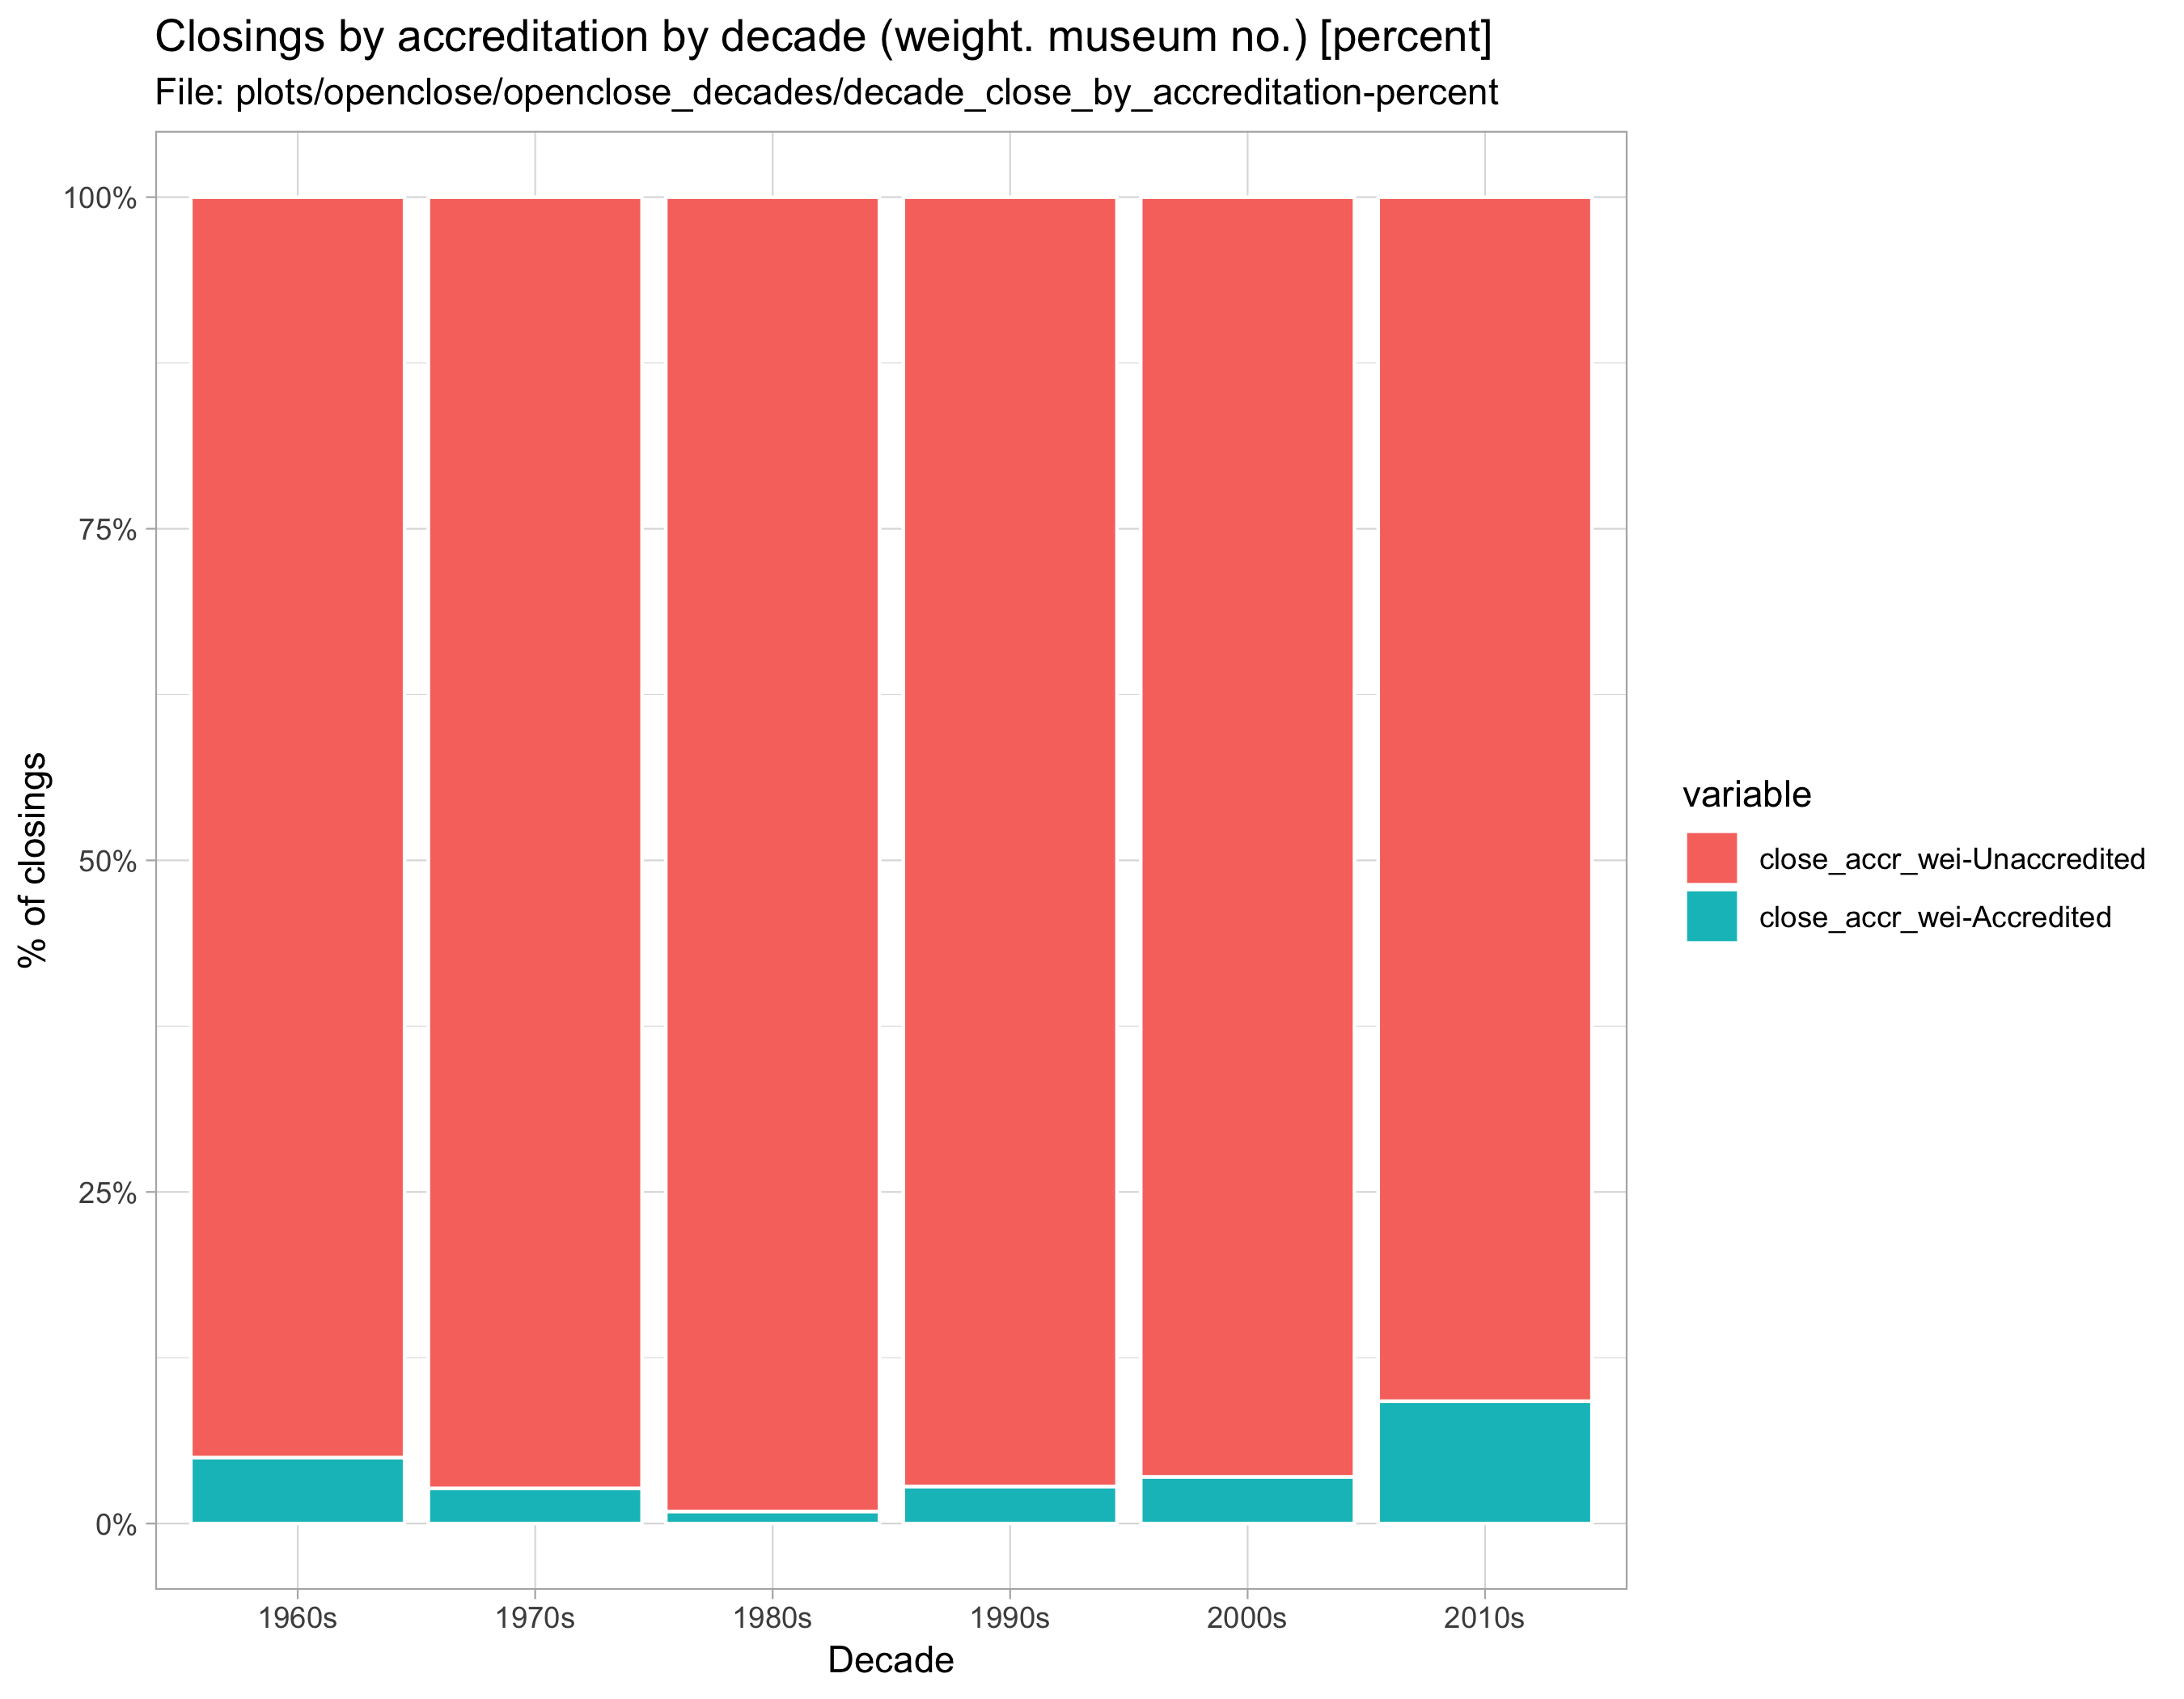 Closings by accreditation by decade (weight. museum no.) [percent]
File: plots/openclose/openclose_decades/decade_close_by_accreditation-percent
100%
75%
50%
25%
0%
% of closings
1960s 1970s 1980s 1990s 2000s 2010s
Decade
variable
close_accr_wei-Unaccredited
close_accr_wei-Accredited